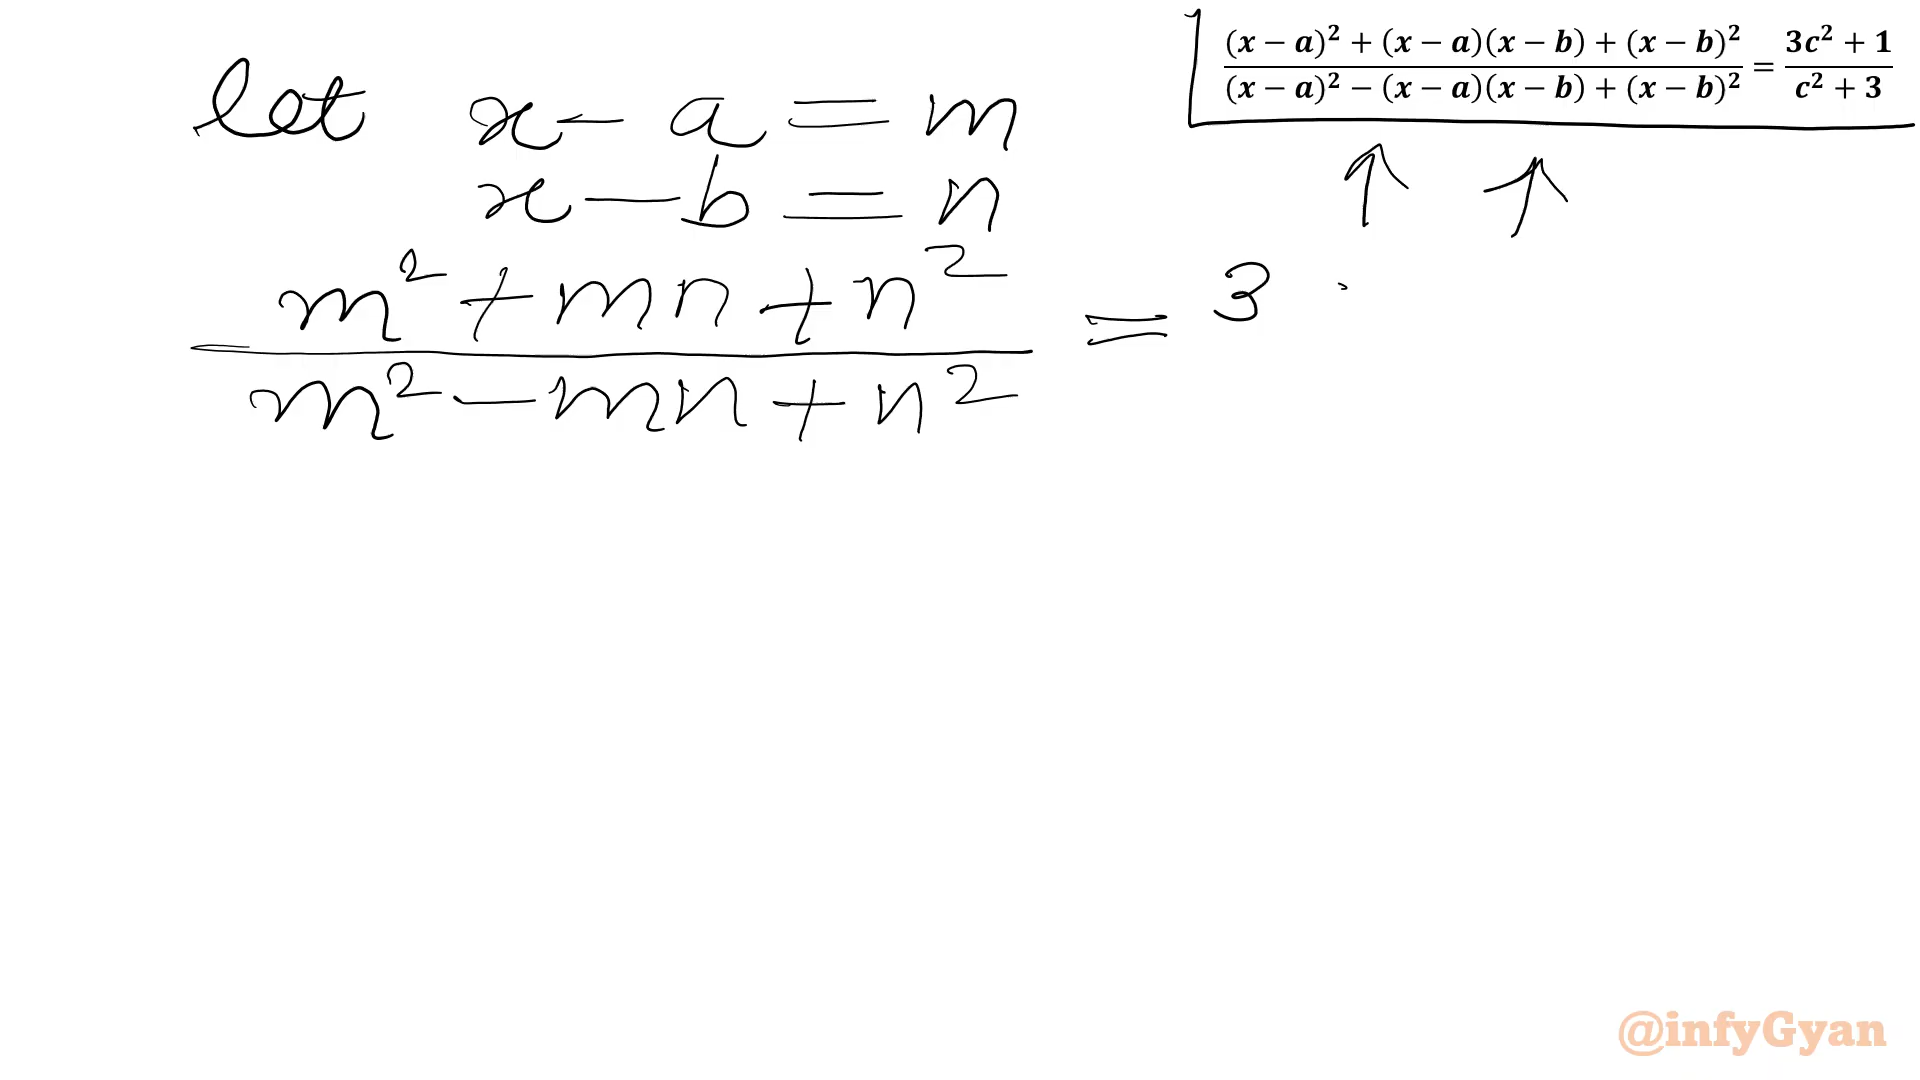 (x − a)² + (x − a)(x − b) + (x − b)² / (x − a)² − (x − a)(x − b) + (x − b)² = 3c² + 1 / c² + 3
let x − a = m
x − b = n
m² + mn + n² / m² − mn + n² = 3
@infyGyan